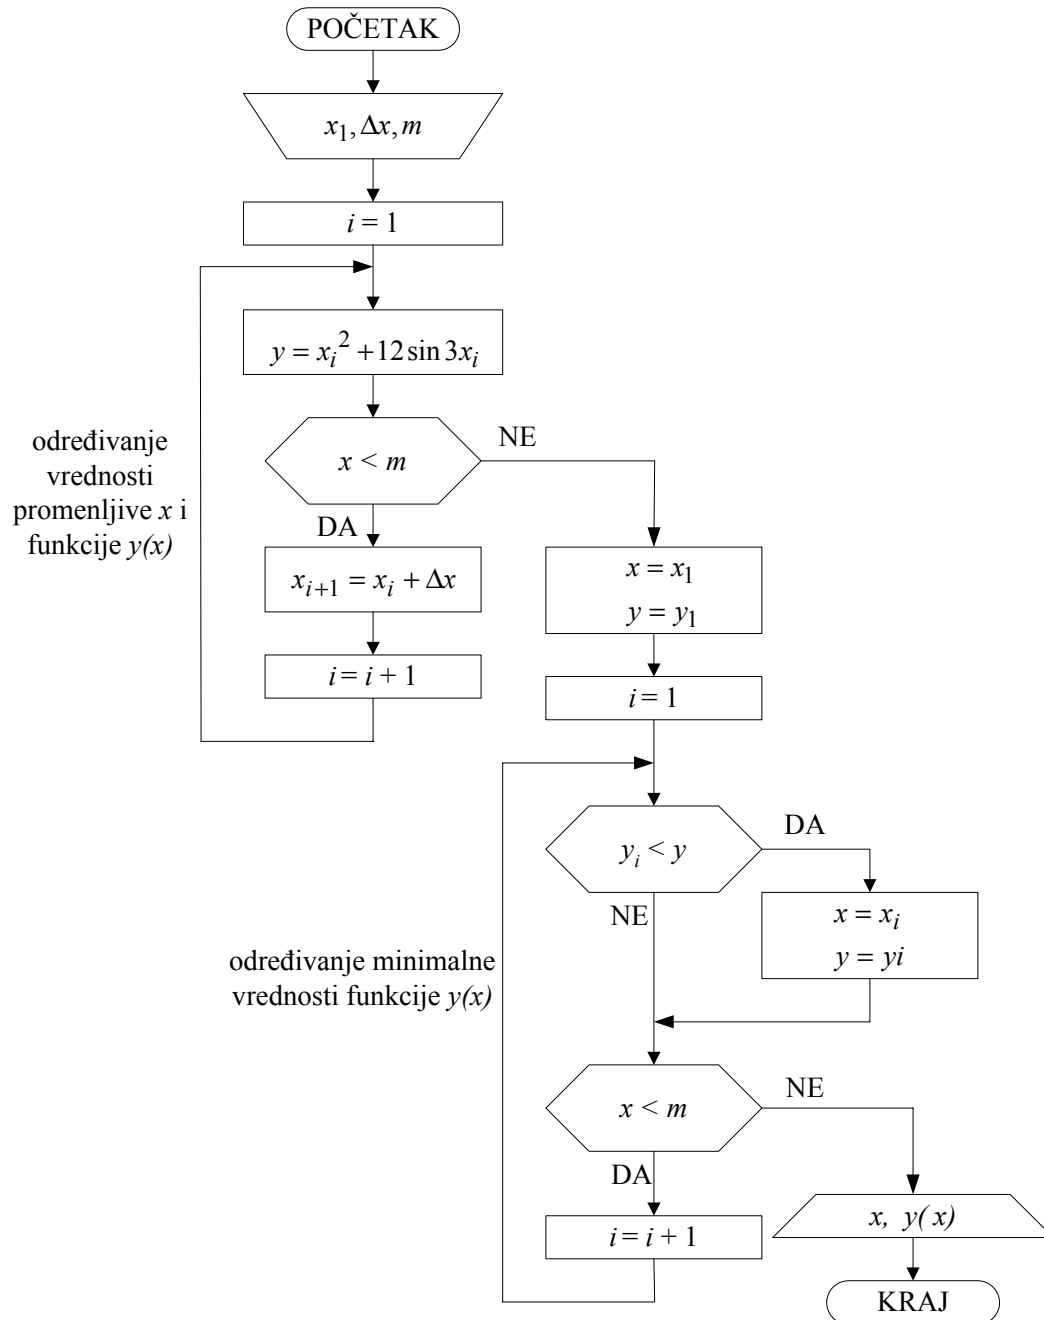 POČETAK
x₁, Δx, m
i = 1
y = xᵢ² + 12 sin 3xᵢ
x < m
NE
DA
xᵢ₊₁ = xᵢ + Δx
i = i + 1
određivanje
vrednosti
promenljive x i
funkcije y(x)
x = x₁
y = y₁
i = 1
yᵢ < y
DA
NE
x = xᵢ
y = yi
određivanje minimalne
vrednosti funkcije y(x)
x < m
NE
DA
i = i + 1
x, y(x)
KRAJ